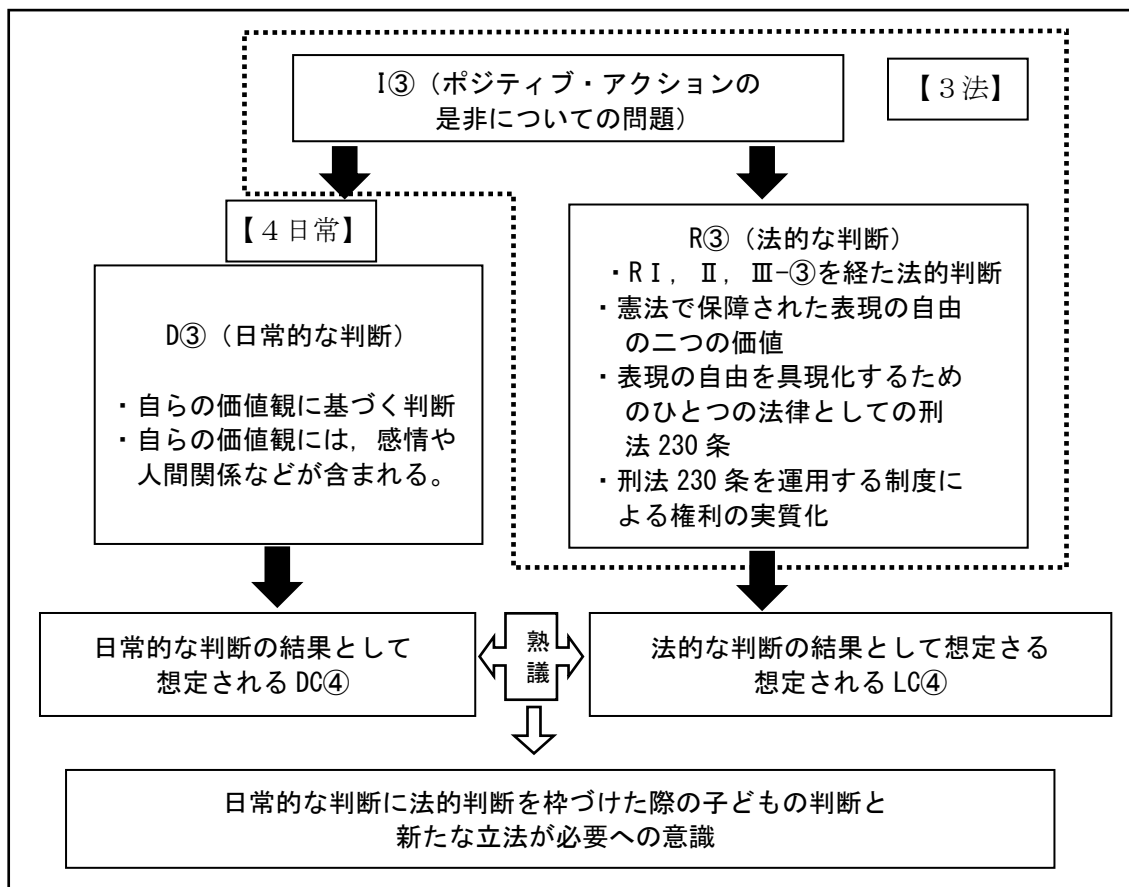 I③（ポジティブ・アクションの
是非についての問題）
【３法】
【４日常】
D③（日常的な判断）
・自らの価値観に基づく判断
・自らの価値観には，感情や
人間関係などが含まれる。
R③（法的な判断）
・RⅠ，Ⅱ，Ⅲ-③を経た法的判断
・憲法で保障された表現の自由
の二つの価値
・表現の自由を具現化するため
のひとつの法律としての刑
法 230 条
・刑法 230 条を運用する制度に
よる権利の実質化
日常的な判断の結果として
想定される DC④
熟
議
法的な判断の結果として想定さる
想定される LC④
日常的な判断に法的判断を枠づけた際の子どもの判断と
新たな立法が必要への意識